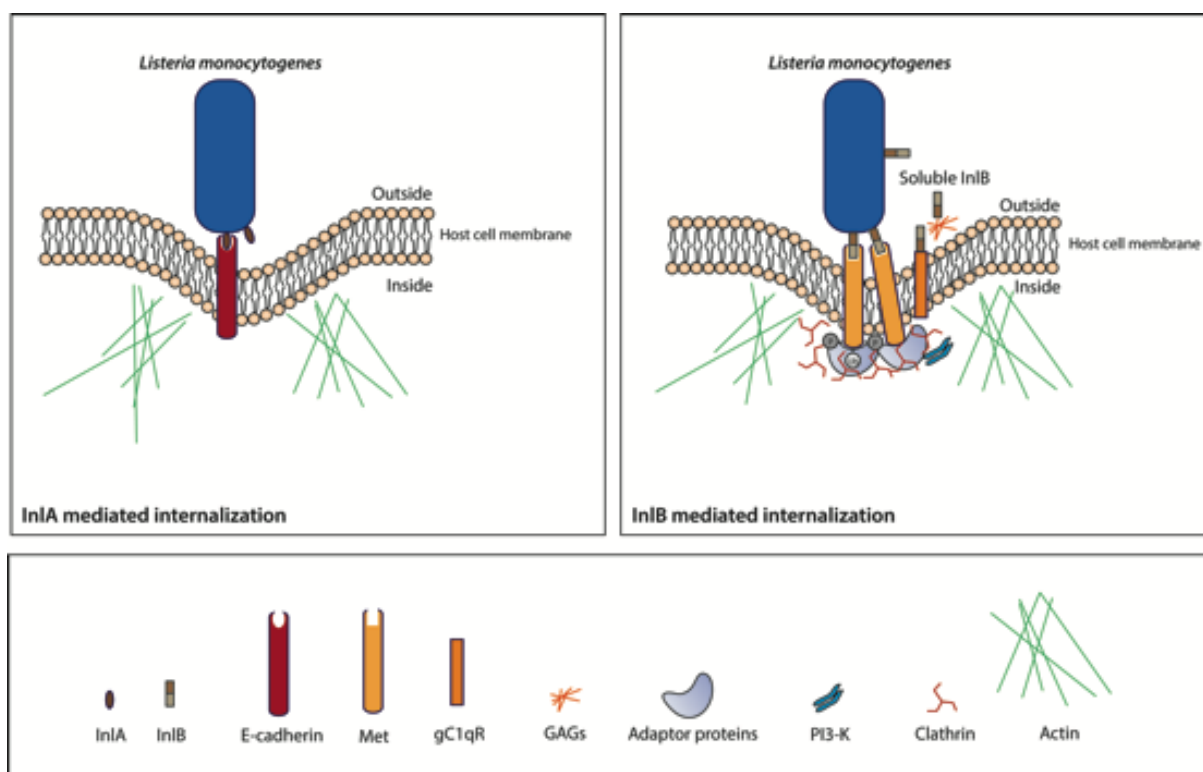 Listeria monocytogenes
Outside
Host cell membrane
Inside
InlA mediated internalization
Listeria monocytogenes
Soluble InlB
Outside
Host cell membrane
Inside
InlB mediated internalization
InlA
InlB
E-cadherin
Met
gC1qR
GAGs
Adaptor proteins
PI3-K
Clathrin
Actin